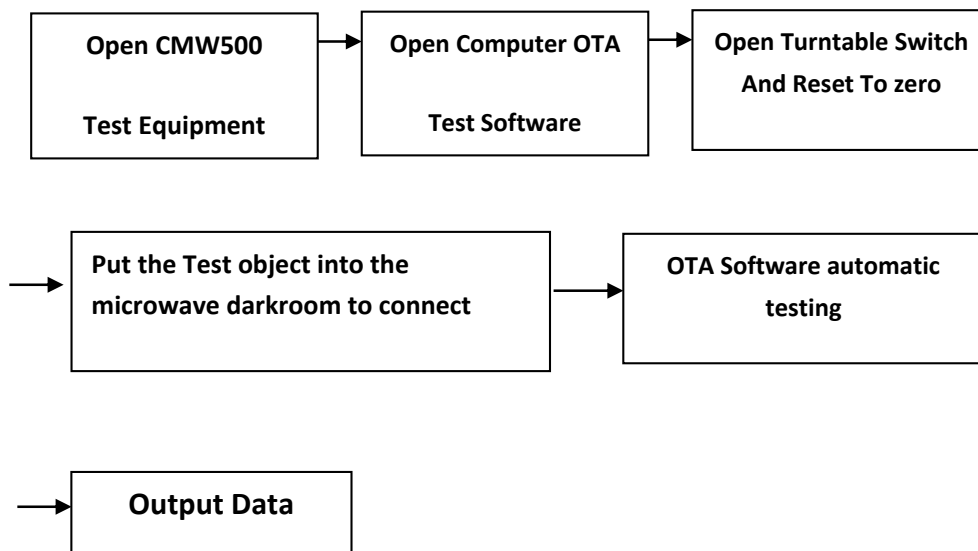 Open CMW500
Test Equipment
Open Computer OTA
Test Software
Open Turntable Switch
And Reset To zero
Put the Test object into the
microwave darkroom to connect
OTA Software automatic
testing
Output Data